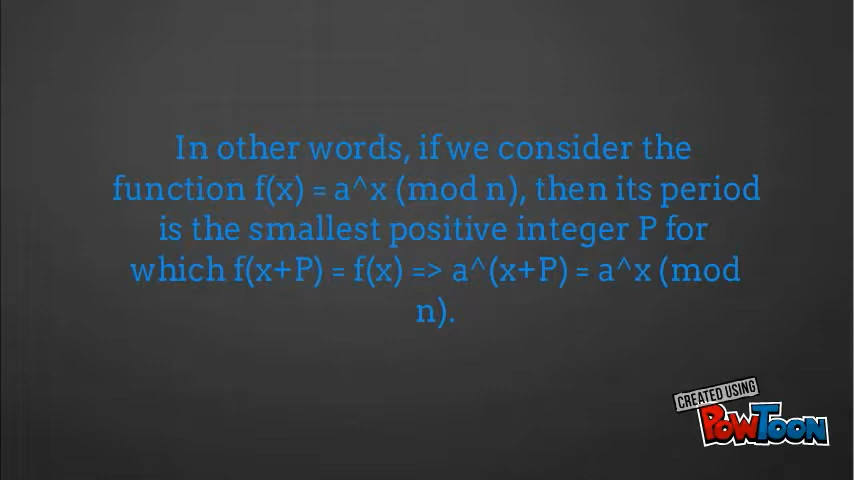 In other words, if we consider the
function f(x) = a^x (mod n), then its period
is the smallest positive integer P for
which f(x+P) = f(x) => a^(x+P) = a^x (mod
n).
CREATED USING
POWTOON